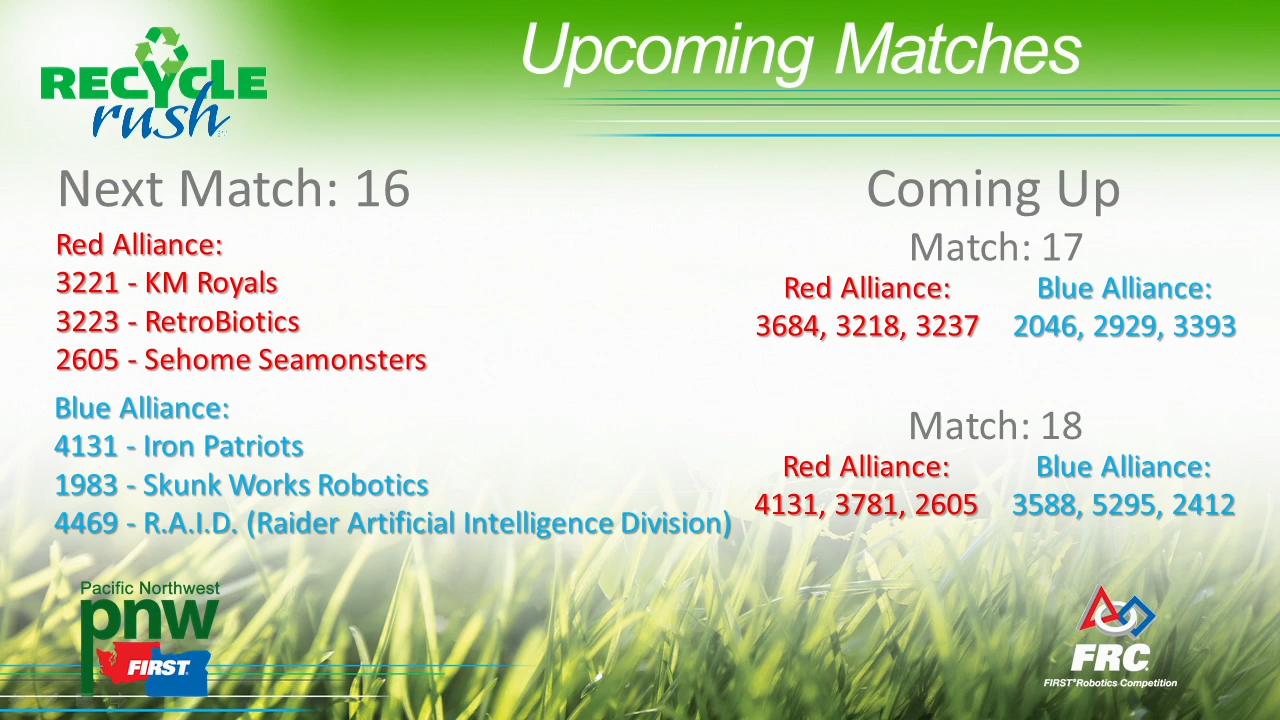 RECYCLE
rush
Upcoming Matches
Next Match: 16
Red Alliance:
3221 - KM Royals
3223 - RetroBiotics
2605 - Sehome Seamonsters
Blue Alliance:
4131 - Iron Patriots
1983 - Skunk Works Robotics
4469 - R.A.I.D. (Raider Artificial Intelligence Division)
Coming Up
Match: 17
Red Alliance: Blue Alliance:
3684, 3218, 3237 2046, 2929, 3393
Match: 18
Red Alliance: Blue Alliance:
4131, 3781, 2605 3588, 5295, 2412
Pacific Northwest
pnw
FIRST
FRC
FIRST® Robotics Competition